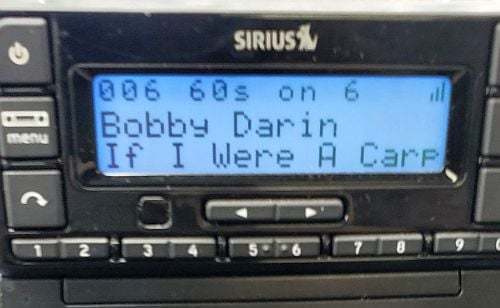 SIRIUS
006 60s on 6
Bobby Darin
If I Were A Carp
menu
1 2 3 4 5 6 7 8 9 0